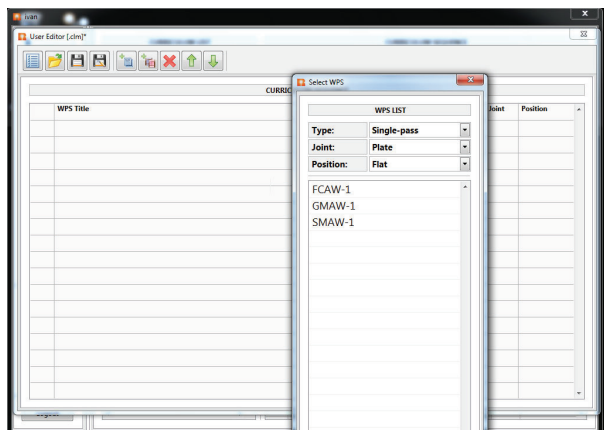 ivan
User Editor [.clm]*
Select WPS
CURRIC
WPS LIST
WPS Title
Joint Position
Type: Single-pass
Joint: Plate
Position: Flat
FCAW-1
GMAW-1
SMAW-1